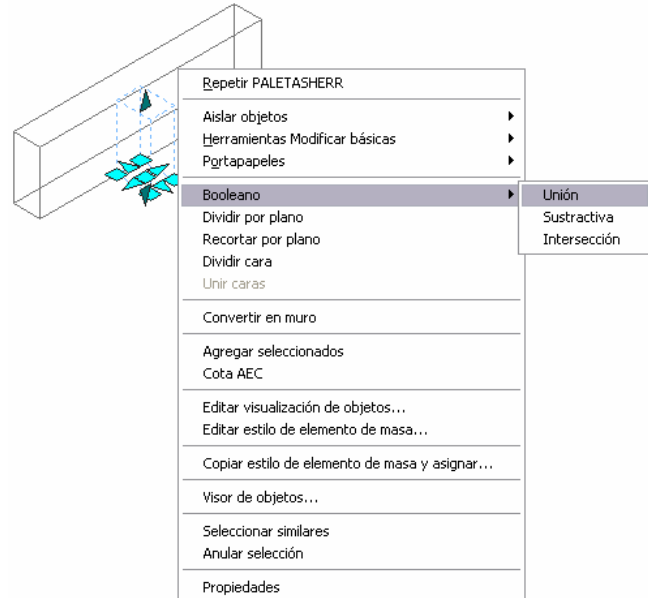 Repetir PALETASHERR
Aislar objetos
Herramientas Modificar básicas
Portapapeles
Booleano
Unión
Dividir por plano
Sustractiva
Recortar por plano
Intersección
Dividir cara
Unir caras
Convertir en muro
Agregar seleccionados
Cota AEC
Editar visualización de objetos...
Editar estilo de elemento de masa...
Copiar estilo de elemento de masa y asignar...
Visor de objetos...
Seleccionar similares
Anular selección
Propiedades